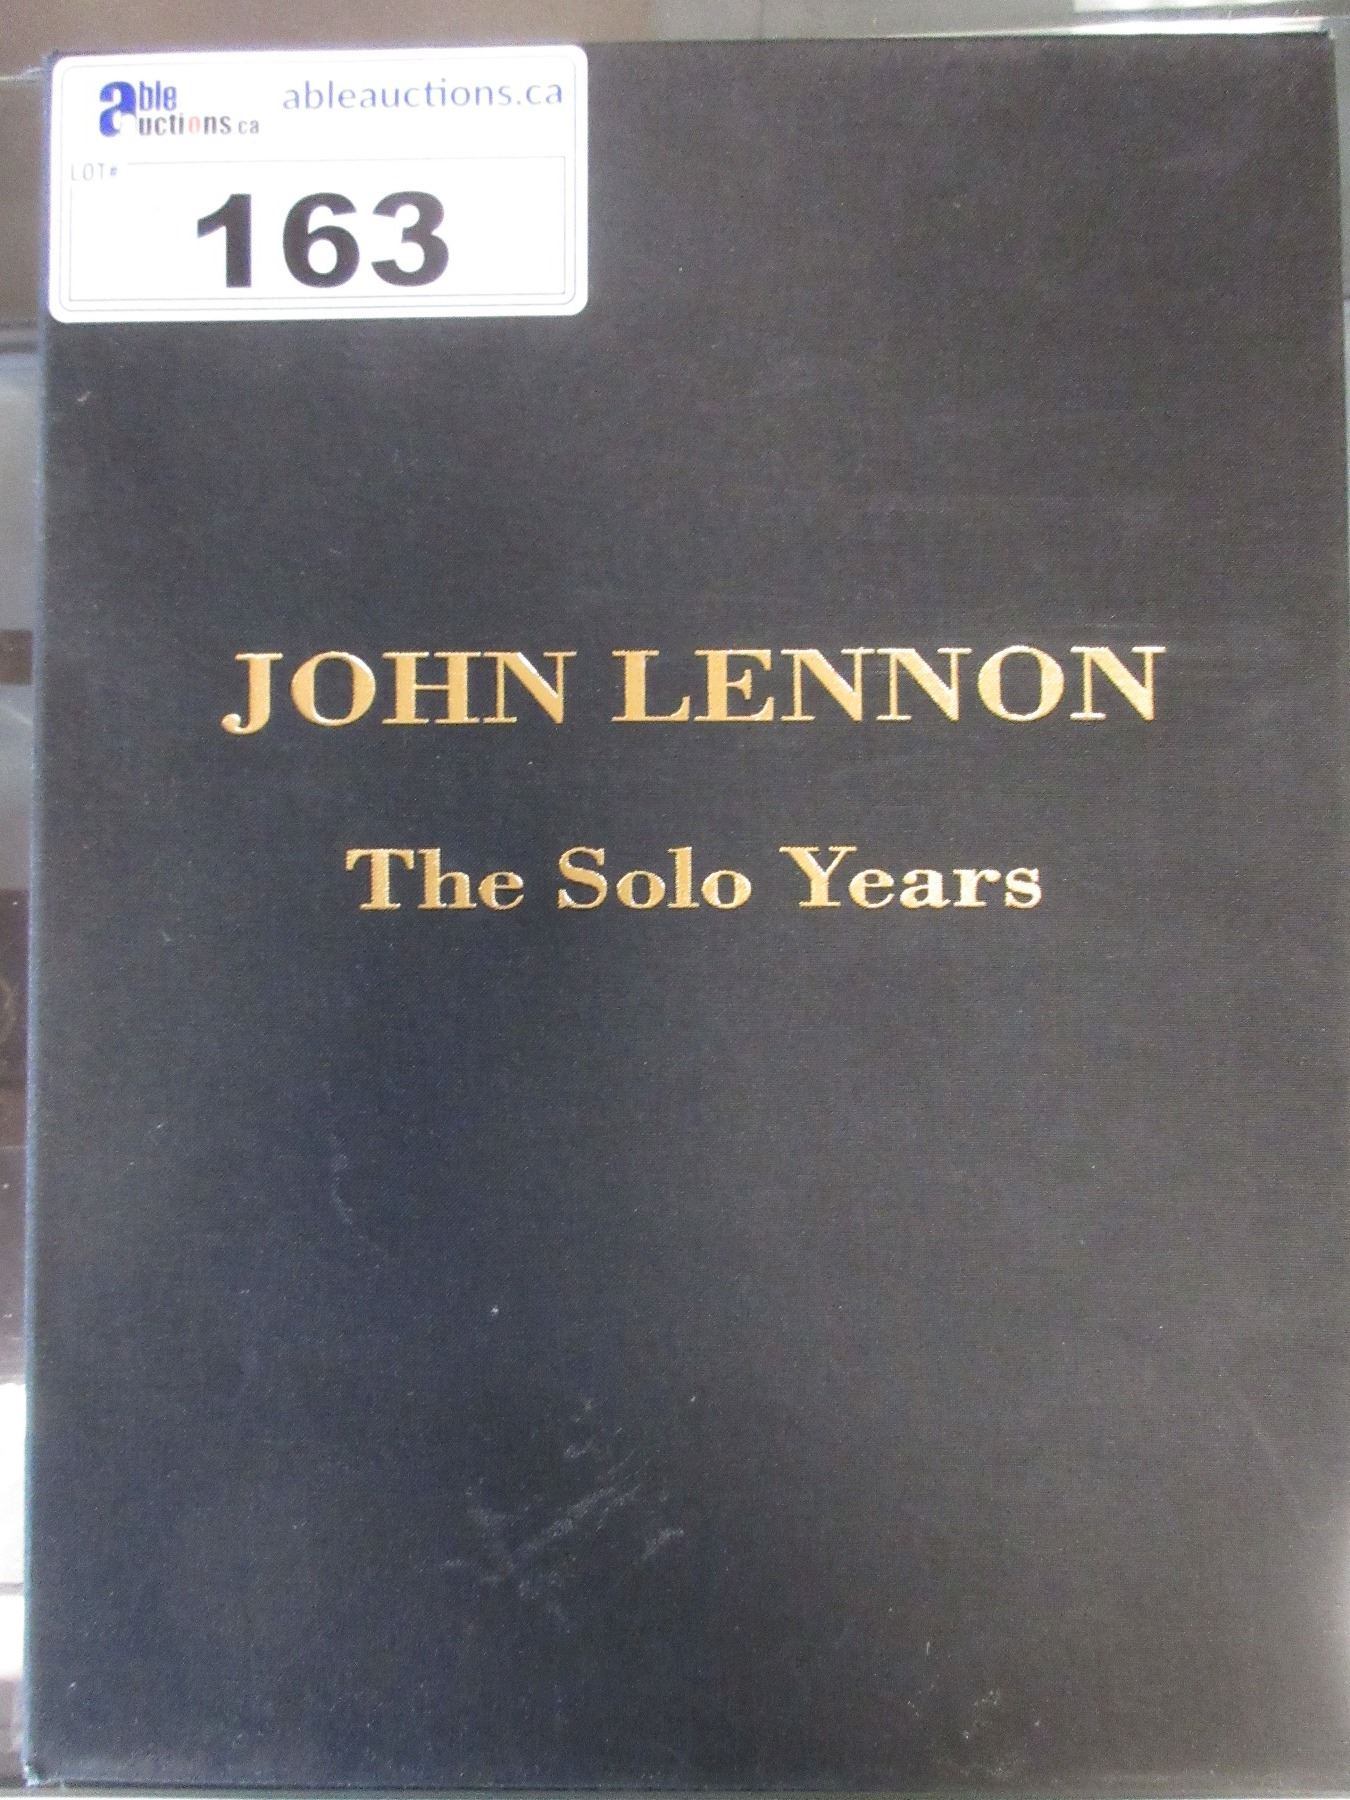 able auctions.ca
ableauctions.ca
LOT#
163
JOHN LENNON
The Solo Years